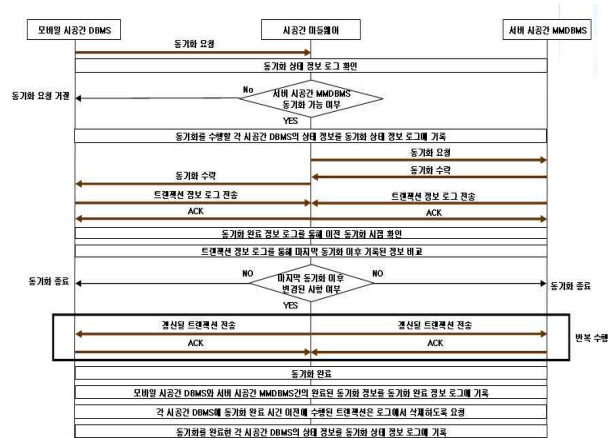 모바일 시공간 DBMS
시공간 미들웨어
서버 시공간 MMDBMS
동기화 요청
동기화 상태 정보 로그 확인
동기화 요청 거절
No
서버 시공간 MMDBMS
동기화 가능 여부
YES
동기화를 수행할 각 시공간 DBMS의 상태 정보를 동기화 상태 정보 로그에 기록
동기화 요청
동기화 수락
동기화 수락
트랜잭션 정보 로그 전송
트랜잭션 정보 로그 전송
ACK
ACK
동기화 완료 정보 로그를 통해 이전 동기화 시점 확인
트랜잭션 정보 로그를 통해 마지막 동기화 이후 기록된 정보 비교
동기화 종료
NO
마지막 동기화 이후
변경된 사항 여부
NO
동기화 종료
YES
갱신될 트랜잭션 전송
갱신될 트랜잭션 전송
ACK
ACK
반복 수행
동기화 완료
모바일 시공간 DBMS와 서버 시공간 MMDBMS간의 완료된 동기화 정보를 동기화 완료 정보 로그에 기록
각 시공간 DBMS에 동기화 완료 시간 이전에 수행된 트랜잭션은 로그에서 삭제하도록 요청
동기화를 완료한 각 시공간 DBMS의 상태 정보를 동기화 상태 정보 로그에 기록